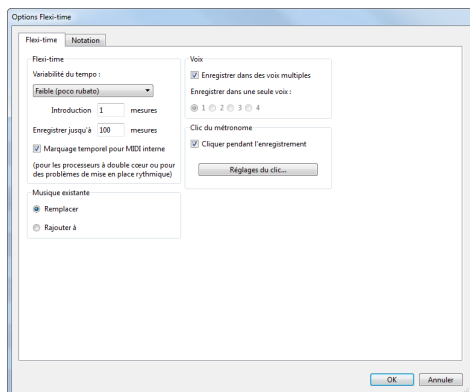 Options Flexi-time
Flexi-time
Notation
Flexi-time
Variabilité du tempo :
Faible (poco rubato)
Introduction 1 mesures
Enregistrer jusqu'à 100 mesures
Marquage temporel pour MIDI interne
(pour les processeurs à double cœur ou pour
des problèmes de mise en place rythmique)
Musique existante
Remplacer
Rajouter à
Voix
Enregistrer dans des voix multiples
Enregistrer dans une seule voix :
1 2 3 4
Clic du métronome
Cliquer pendant l'enregistrement
Réglages du clic...
OK
Annuler